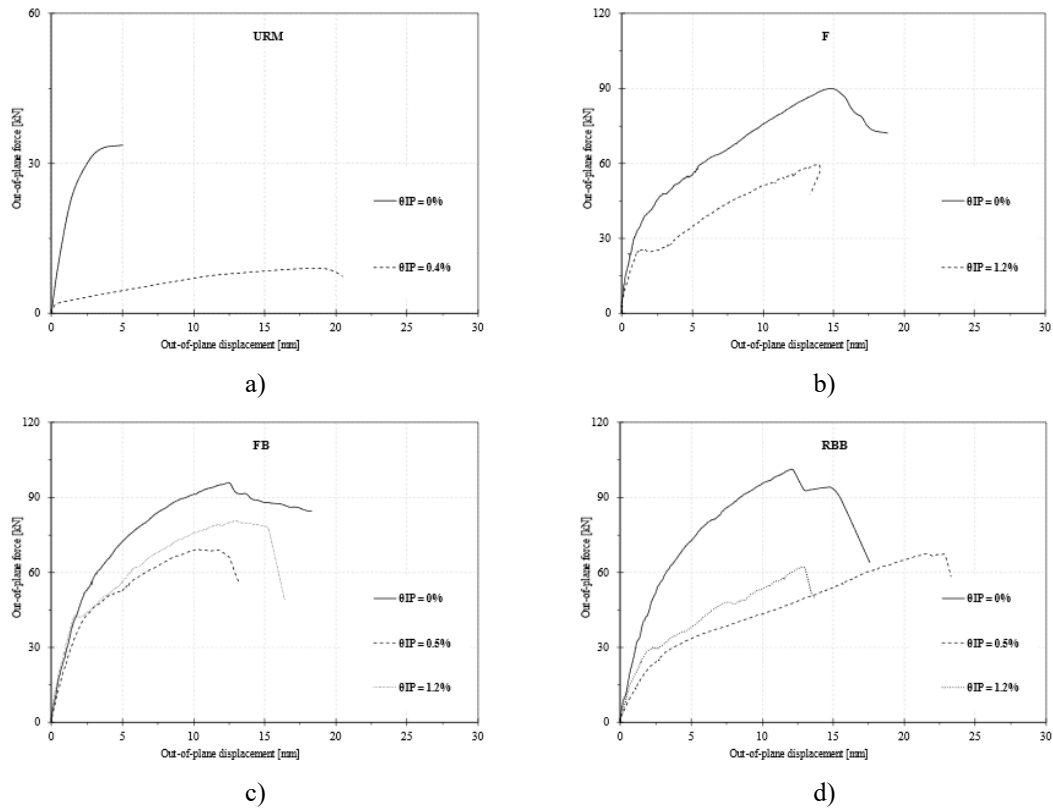 URM
Out-of-plane force [kN]
60
30
0
θIP = 0%
θIP = 0.4%
0 5 10 15 20 25 30
Out-of-plane displacement [mm]
a)
F
Out-of-plane force [kN]
120
90
60
30
0
θIP = 0%
θIP = 1.2%
0 5 10 15 20 25 30
Out-of-plane displacement [mm]
b)
FB
Out-of-plane force [kN]
120
90
60
30
0
θIP = 0%
θIP = 0.5%
θIP = 1.2%
0 5 10 15 20 25 30
Out-of-plane displacement [mm]
c)
RBB
Out-of-plane force [kN]
120
90
60
30
0
θIP = 0%
θIP = 0.5%
θIP = 1.2%
0 5 10 15 20 25 30
Out-of-plane displacement [mm]
d)